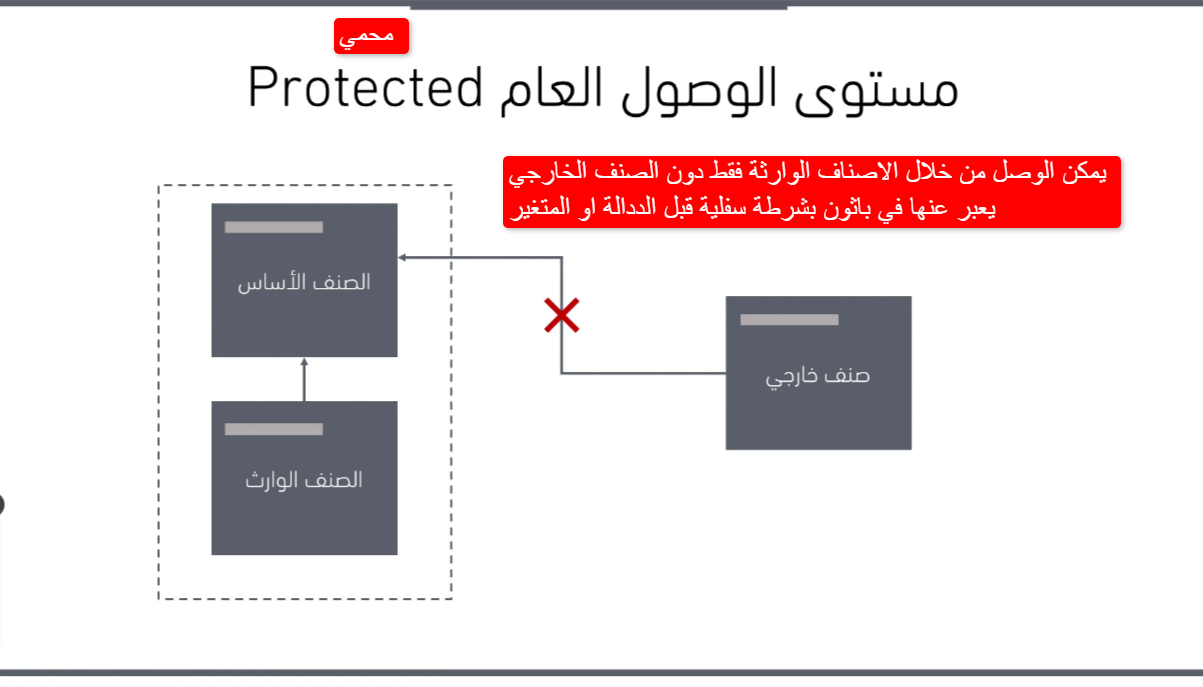 محمي
مستوى الوصول العام Protected
يمكن الوصل من خلال الاصناف الوارثة فقط دون الصنف الخارجي
يعبر عنها في باثون بشرطة سفلية قبل الددالة او المتغير
الصنف الأساس
صنف خارجي
الصنف الوارث